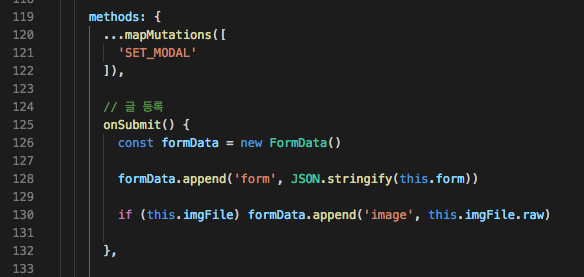 119 methods: {
120 ...mapMutations([
121 'SET_MODAL'
122 ]),
123
124 // 글 등록
125 onSubmit() {
126 const formData = new FormData()
127
128 formData.append('form', JSON.stringify(this.form))
129
130 if (this.imgFile) formData.append('image', this.imgFile.raw)
131
132 },
133